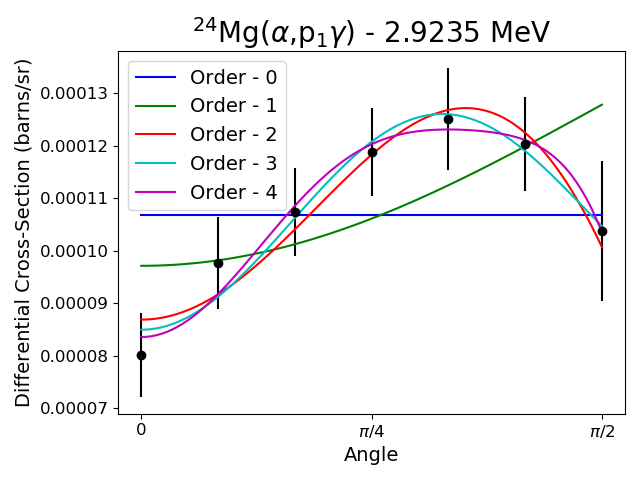 ²⁴Mg(α,p₁γ) - 2.9235 MeV
Differential Cross-Section (barns/sr)
0.00013
0.00012
0.00011
0.00010
0.00009
0.00008
0.00007
Order - 0
Order - 1
Order - 2
Order - 3
Order - 4
0
π/4
π/2
Angle